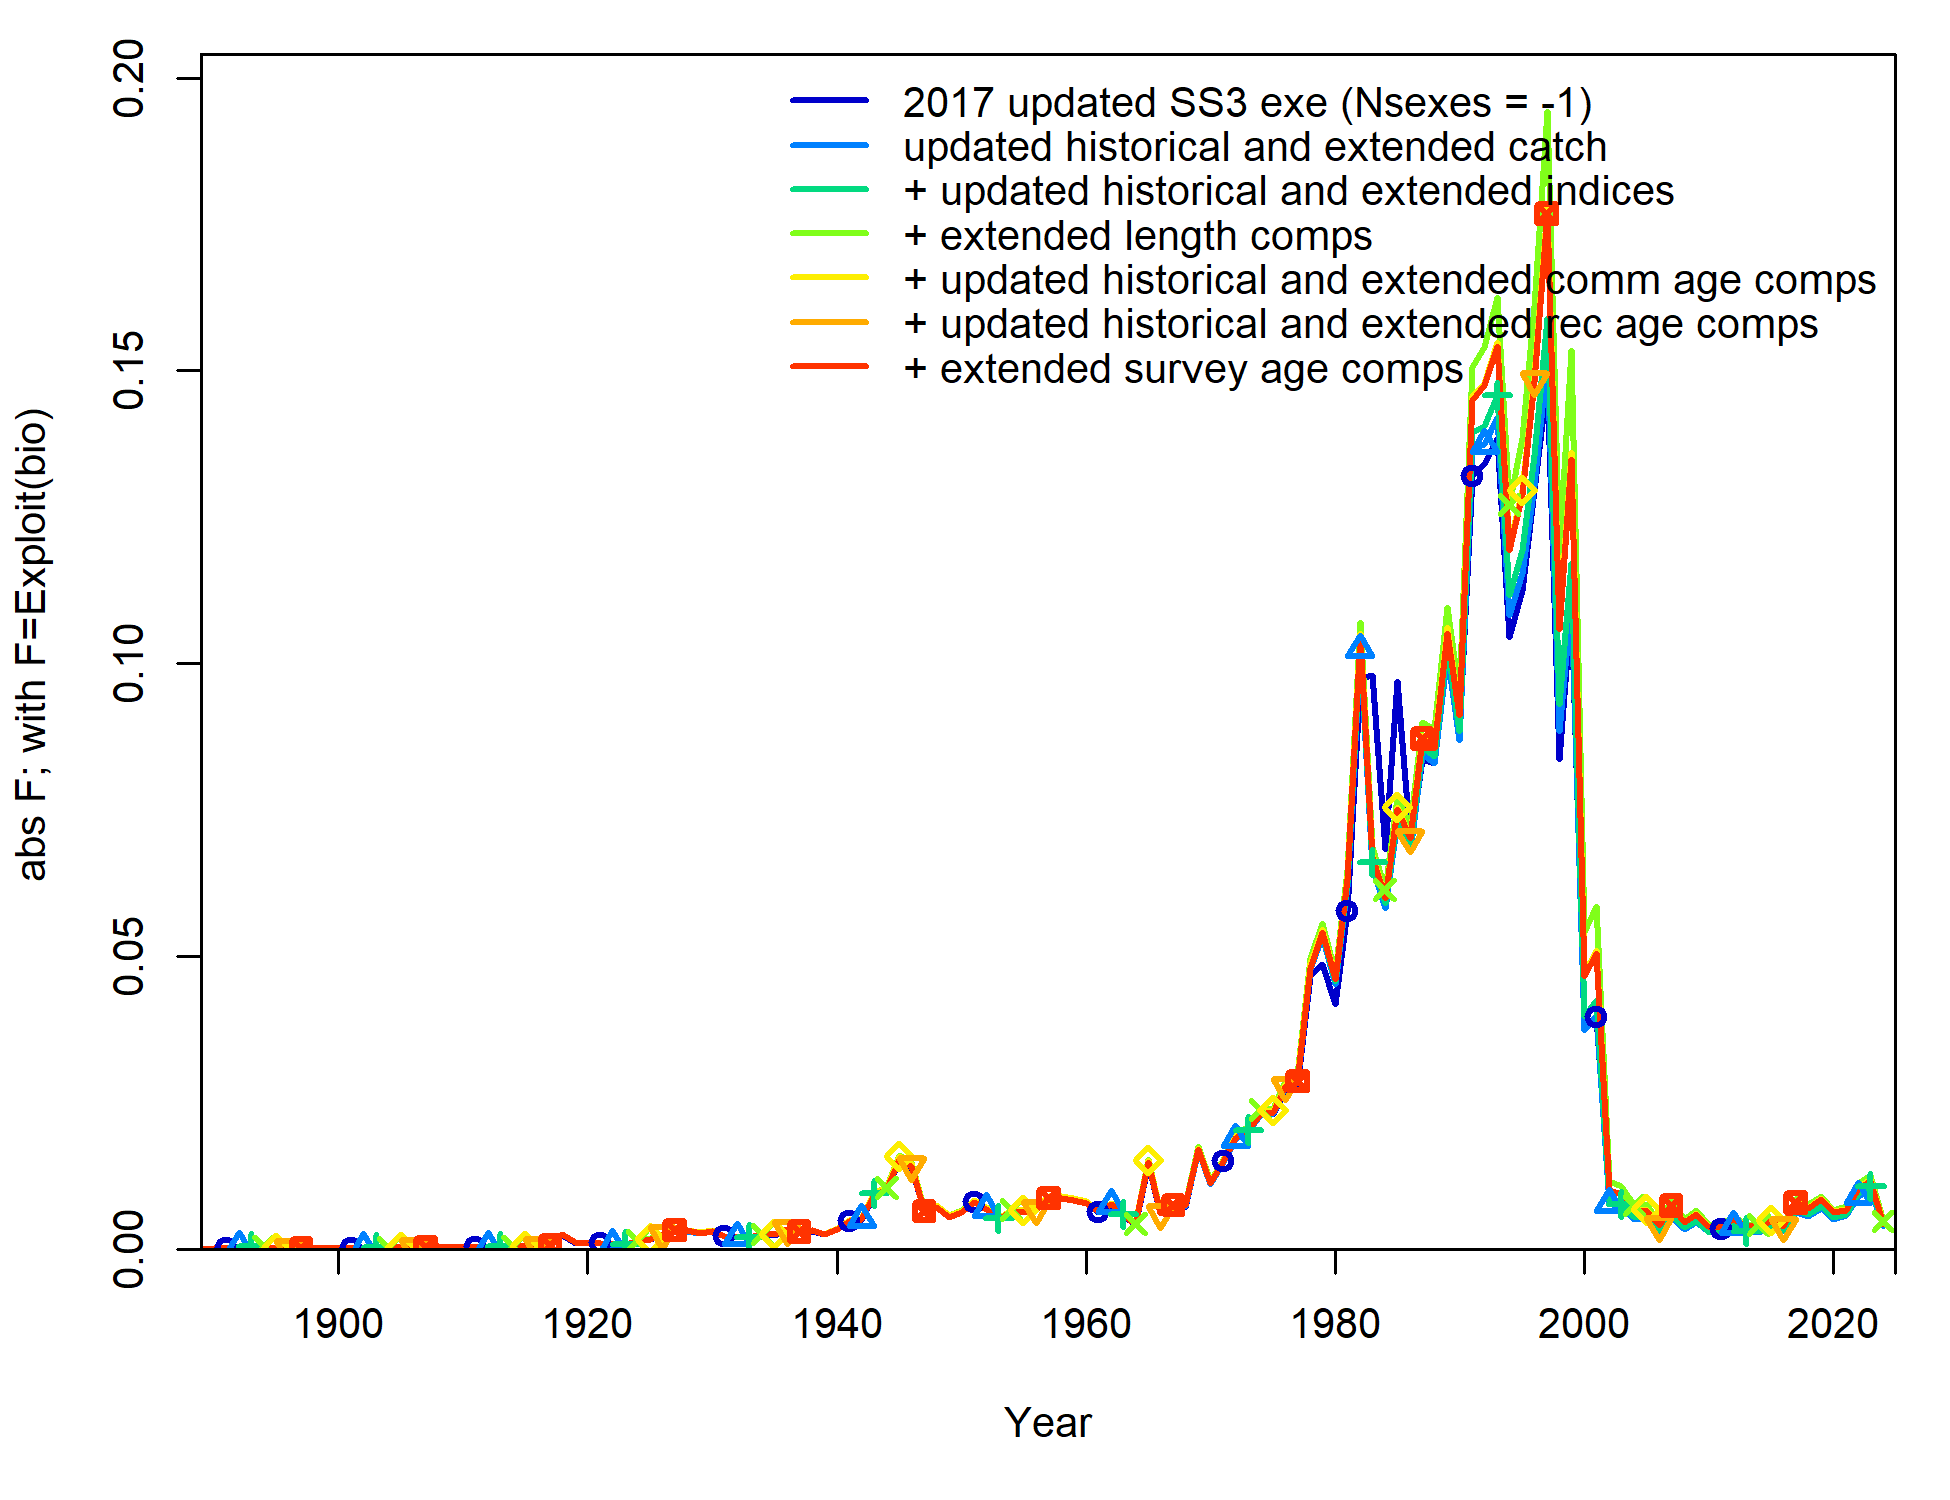 0.20
0.15
0.10
0.05
0.00
abs F; with F=Exploit(bio)
2017 updated SS3 exe (Nsexes = -1)
updated historical and extended catch
+ updated historical and extended indices
+ extended length comps
+ updated historical and extended comm age comps
+ updated historical and extended rec age comps
+ extended survey age comps
1900 1920 1940 1960 1980 2000 2020
Year